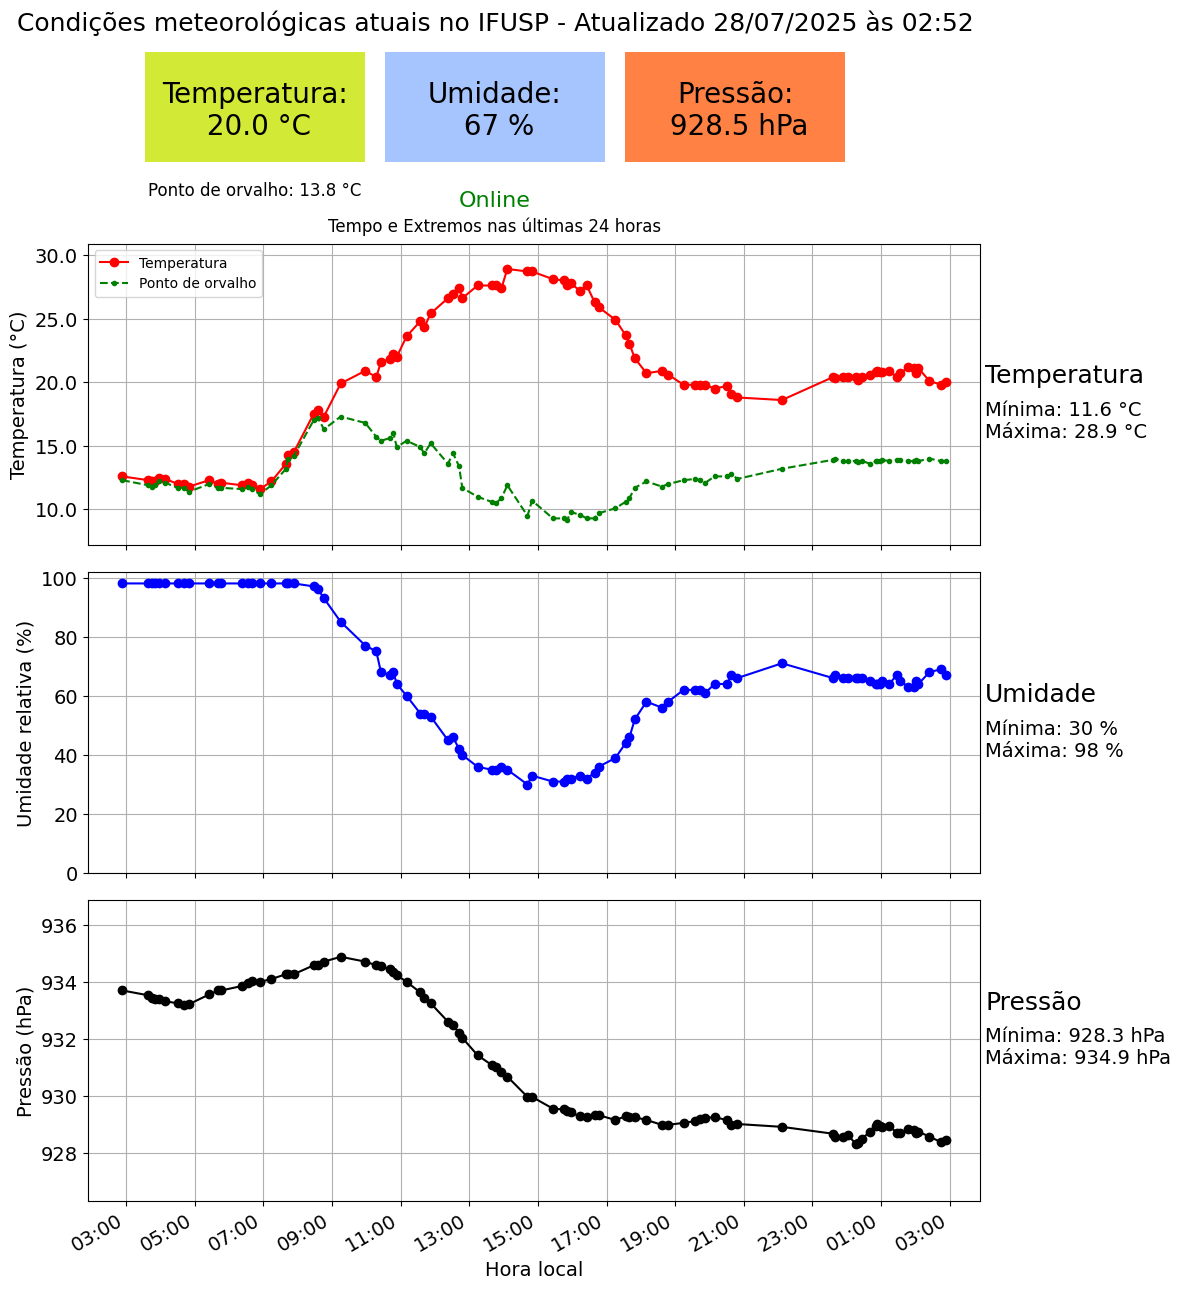 Condições meteorológicas atuais no IFUSP - Atualizado 28/07/2025 às 02:52
Temperatura:
20.0 °C
Umidade:
67 %
Pressão:
928.5 hPa
Ponto de orvalho: 13.8 °C
Online
Tempo e Extremos nas últimas 24 horas
Temperatura
Ponto de orvalho
Temperatura (°C)
30.0
25.0
20.0
15.0
10.0
Temperatura
Mínima: 11.6 °C
Máxima: 28.9 °C
Umidade relativa (%)
100
80
60
40
20
0
Umidade
Mínima: 30 %
Máxima: 98 %
Pressão (hPa)
936
934
932
930
928
Pressão
Mínima: 928.3 hPa
Máxima: 934.9 hPa
03:00 05:00 07:00 09:00 11:00 13:00 15:00 17:00 19:00 21:00 23:00 01:00 03:00
Hora local